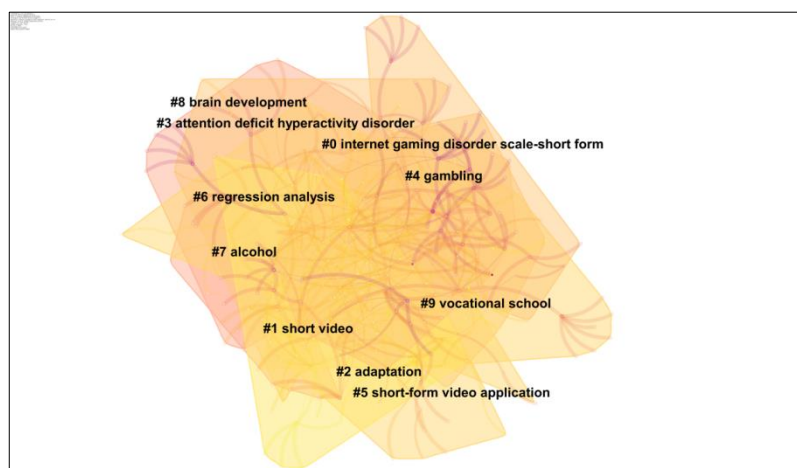 #8 brain development
#3 attention deficit hyperactivity disorder
#0 internet gaming disorder scale-short form
#4 gambling
#6 regression analysis
#7 alcohol
#9 vocational school
#1 short video
#2 adaptation
#5 short-form video application